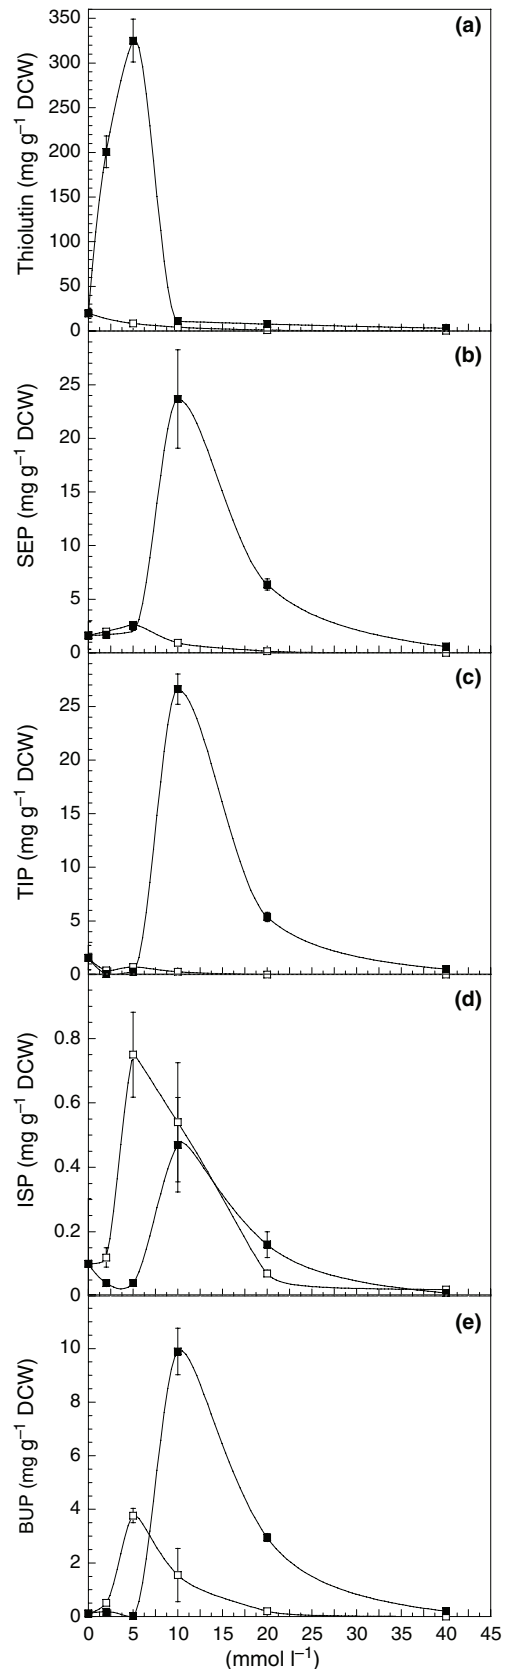 (a)
Thiolutin (mg g⁻¹ DCW)
350
300
250
200
150
100
50
0
(b)
SEP (mg g⁻¹ DCW)
25
20
15
10
5
0
(c)
TIP (mg g⁻¹ DCW)
25
20
15
10
5
0
(d)
ISP (mg g⁻¹ DCW)
0.8
0.6
0.4
0.2
0
(e)
BUP (mg g⁻¹ DCW)
10
8
6
4
2
0
0 5 10 15 20 25 30 35 40 45
(mmol l⁻¹)